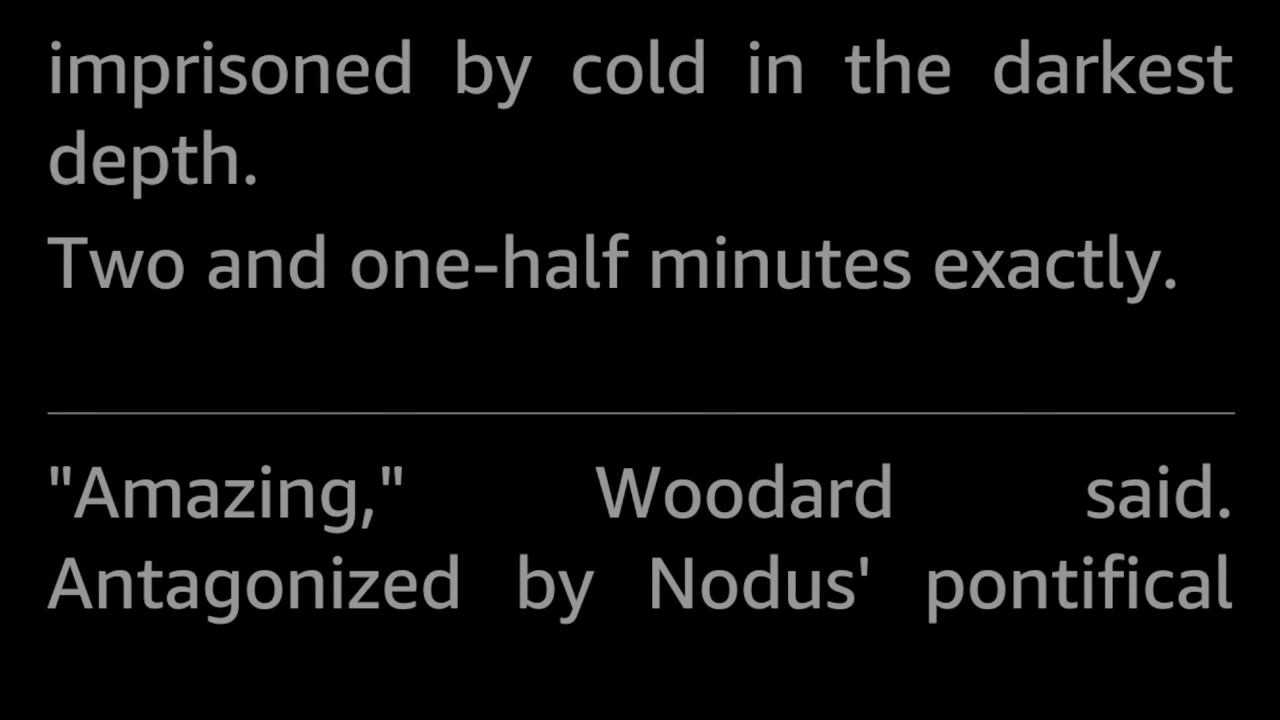 imprisoned by cold in the darkest
depth.
Two and one-half minutes exactly.
"Amazing," Woodard said.
Antagonized by Nodus' pontifical